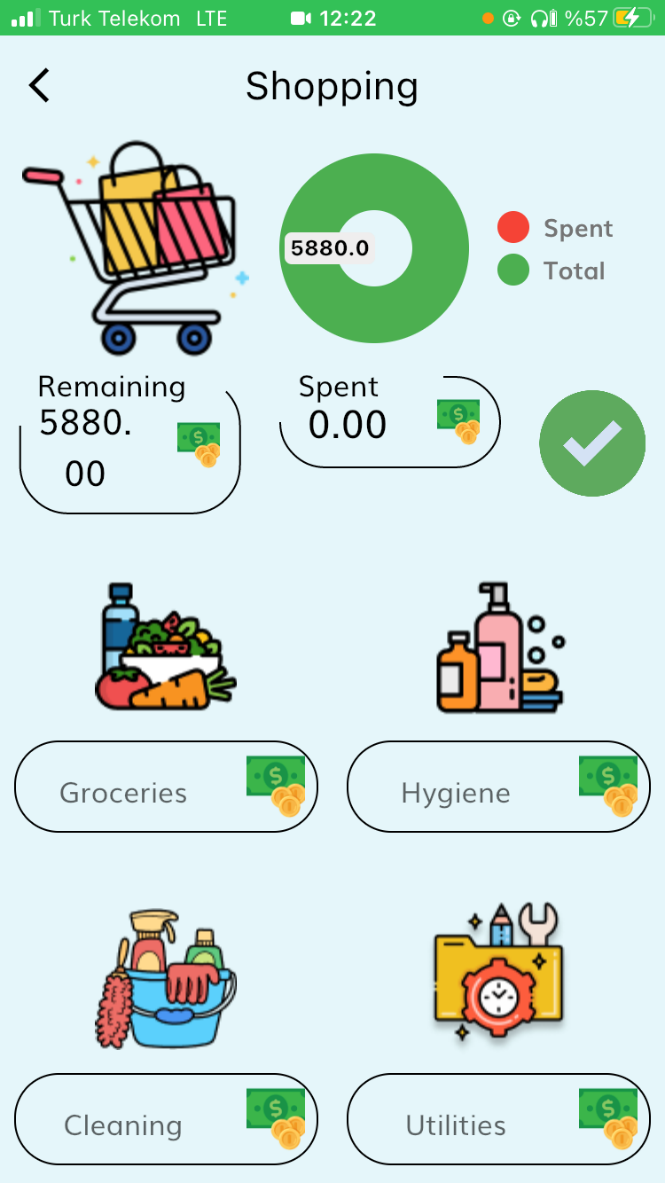 Turk Telekom LTE 12:22 %57
Shopping
5880.0
Spent
Total
Remaining
5880.
00
Spent
0.00
Groceries
Hygiene
Cleaning
Utilities